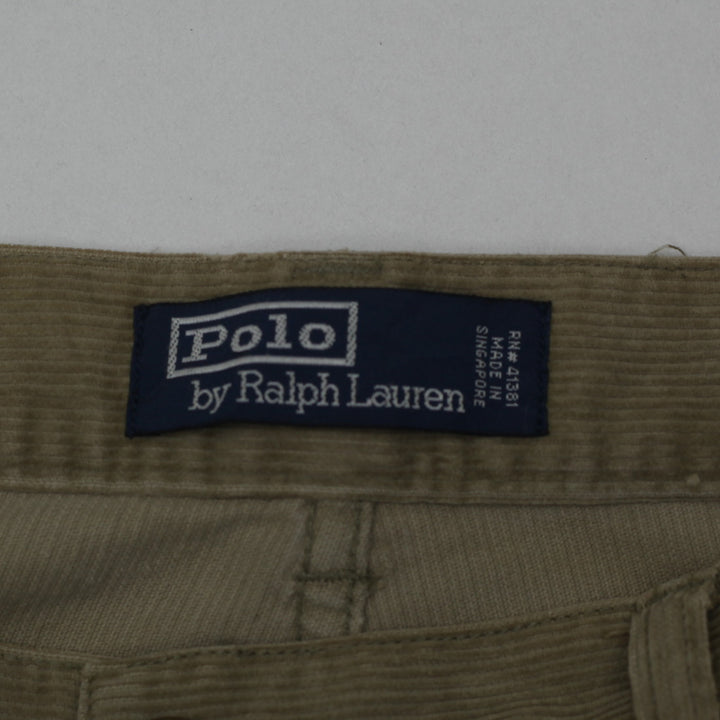 Polo
by Ralph Lauren
RN# 41381
MADE IN
SINGAPORE